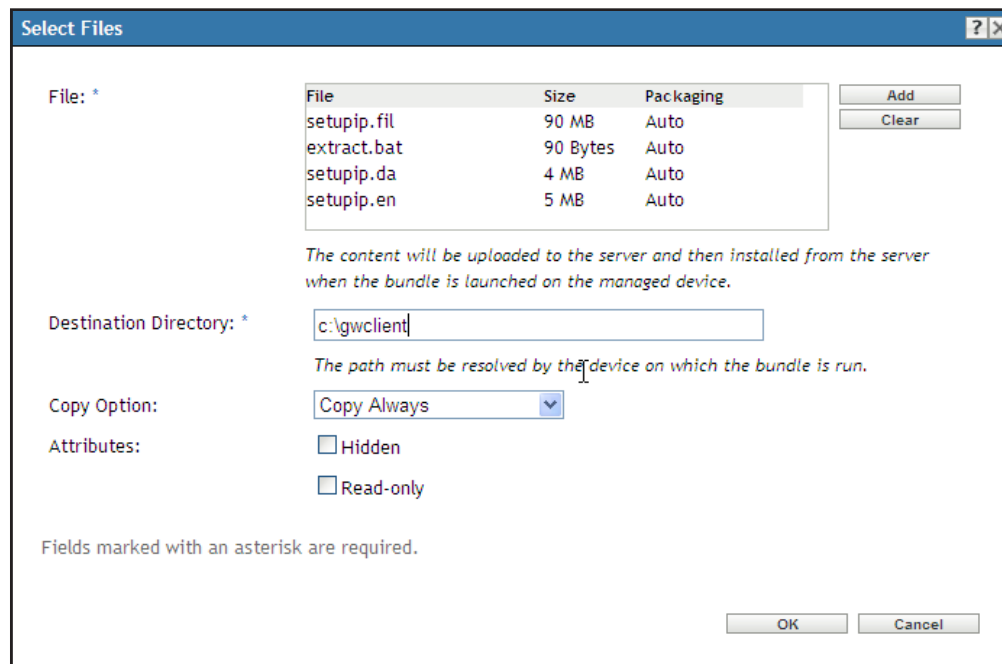 Select Files ? X
File: * File Size Packaging Add
setupip.fil 90 MB Auto Clear
extract.bat 90 Bytes Auto
setupip.da 4 MB Auto
setupip.en 5 MB Auto
The content will be uploaded to the server and then installed from the server
when the bundle is launched on the managed device.
Destination Directory: * c:\gwclient
The path must be resolved by the device on which the bundle is run.
Copy Option: Copy Always
Attributes: Hidden
Read-only
Fields marked with an asterisk are required.
OK Cancel